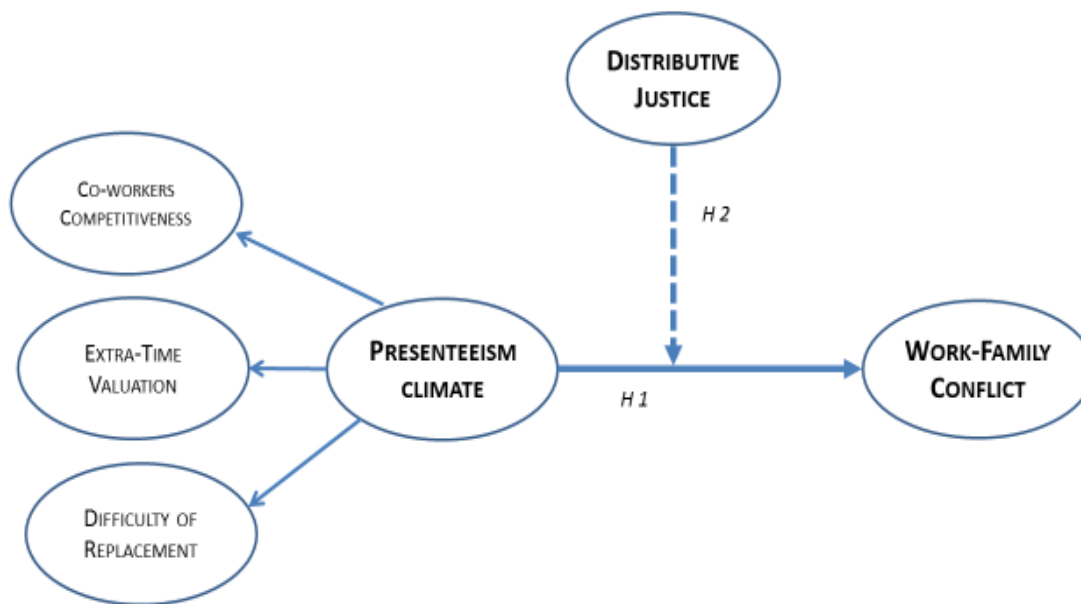 DISTRIBUTIVE
JUSTICE
CO-WORKERS
COMPETITIVENESS
H 2
EXTRA-TIME
VALUATION
PRESENTEEISM
CLIMATE
H 1
WORK-FAMILY
CONFLICT
DIFFICULTY OF
REPLACEMENT